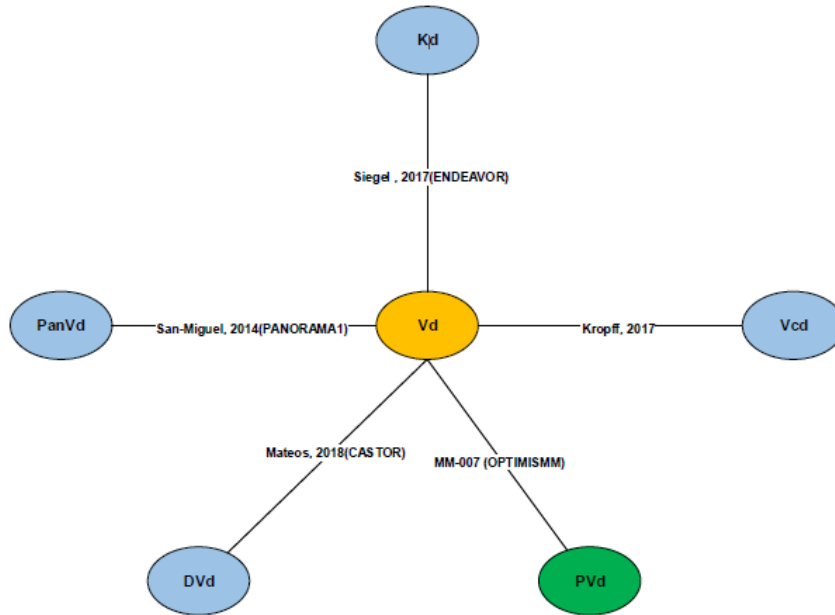 Kd
Siegel , 2017(ENDEAVOR)
PanVd
San-Miguel, 2014(PANORAMA1)
Vd
Kropff, 2017
Vcd
Mateos, 2018(CASTOR)
MM-007 (OPTIMISMM)
DVd
PVd